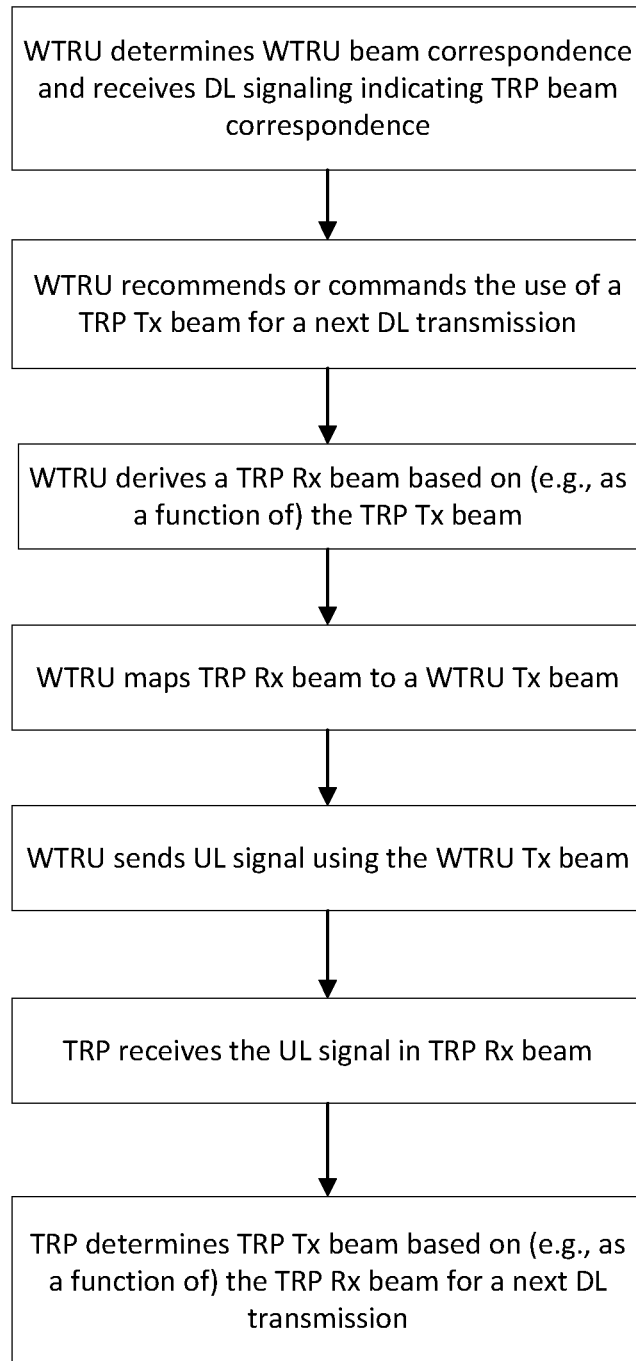 WTRU determines WTRU beam correspondence
and receives DL signaling indicating TRP beam
correspondence
WTRU recommends or commands the use of a
TRP Tx beam for a next DL transmission
WTRU derives a TRP Rx beam based on (e.g., as
a function of) the TRP Tx beam
WTRU maps TRP Rx beam to a WTRU Tx beam
WTRU sends UL signal using the WTRU Tx beam
TRP receives the UL signal in TRP Rx beam
TRP determines TRP Tx beam based on (e.g., as
a function of) the TRP Rx beam for a next DL
transmission